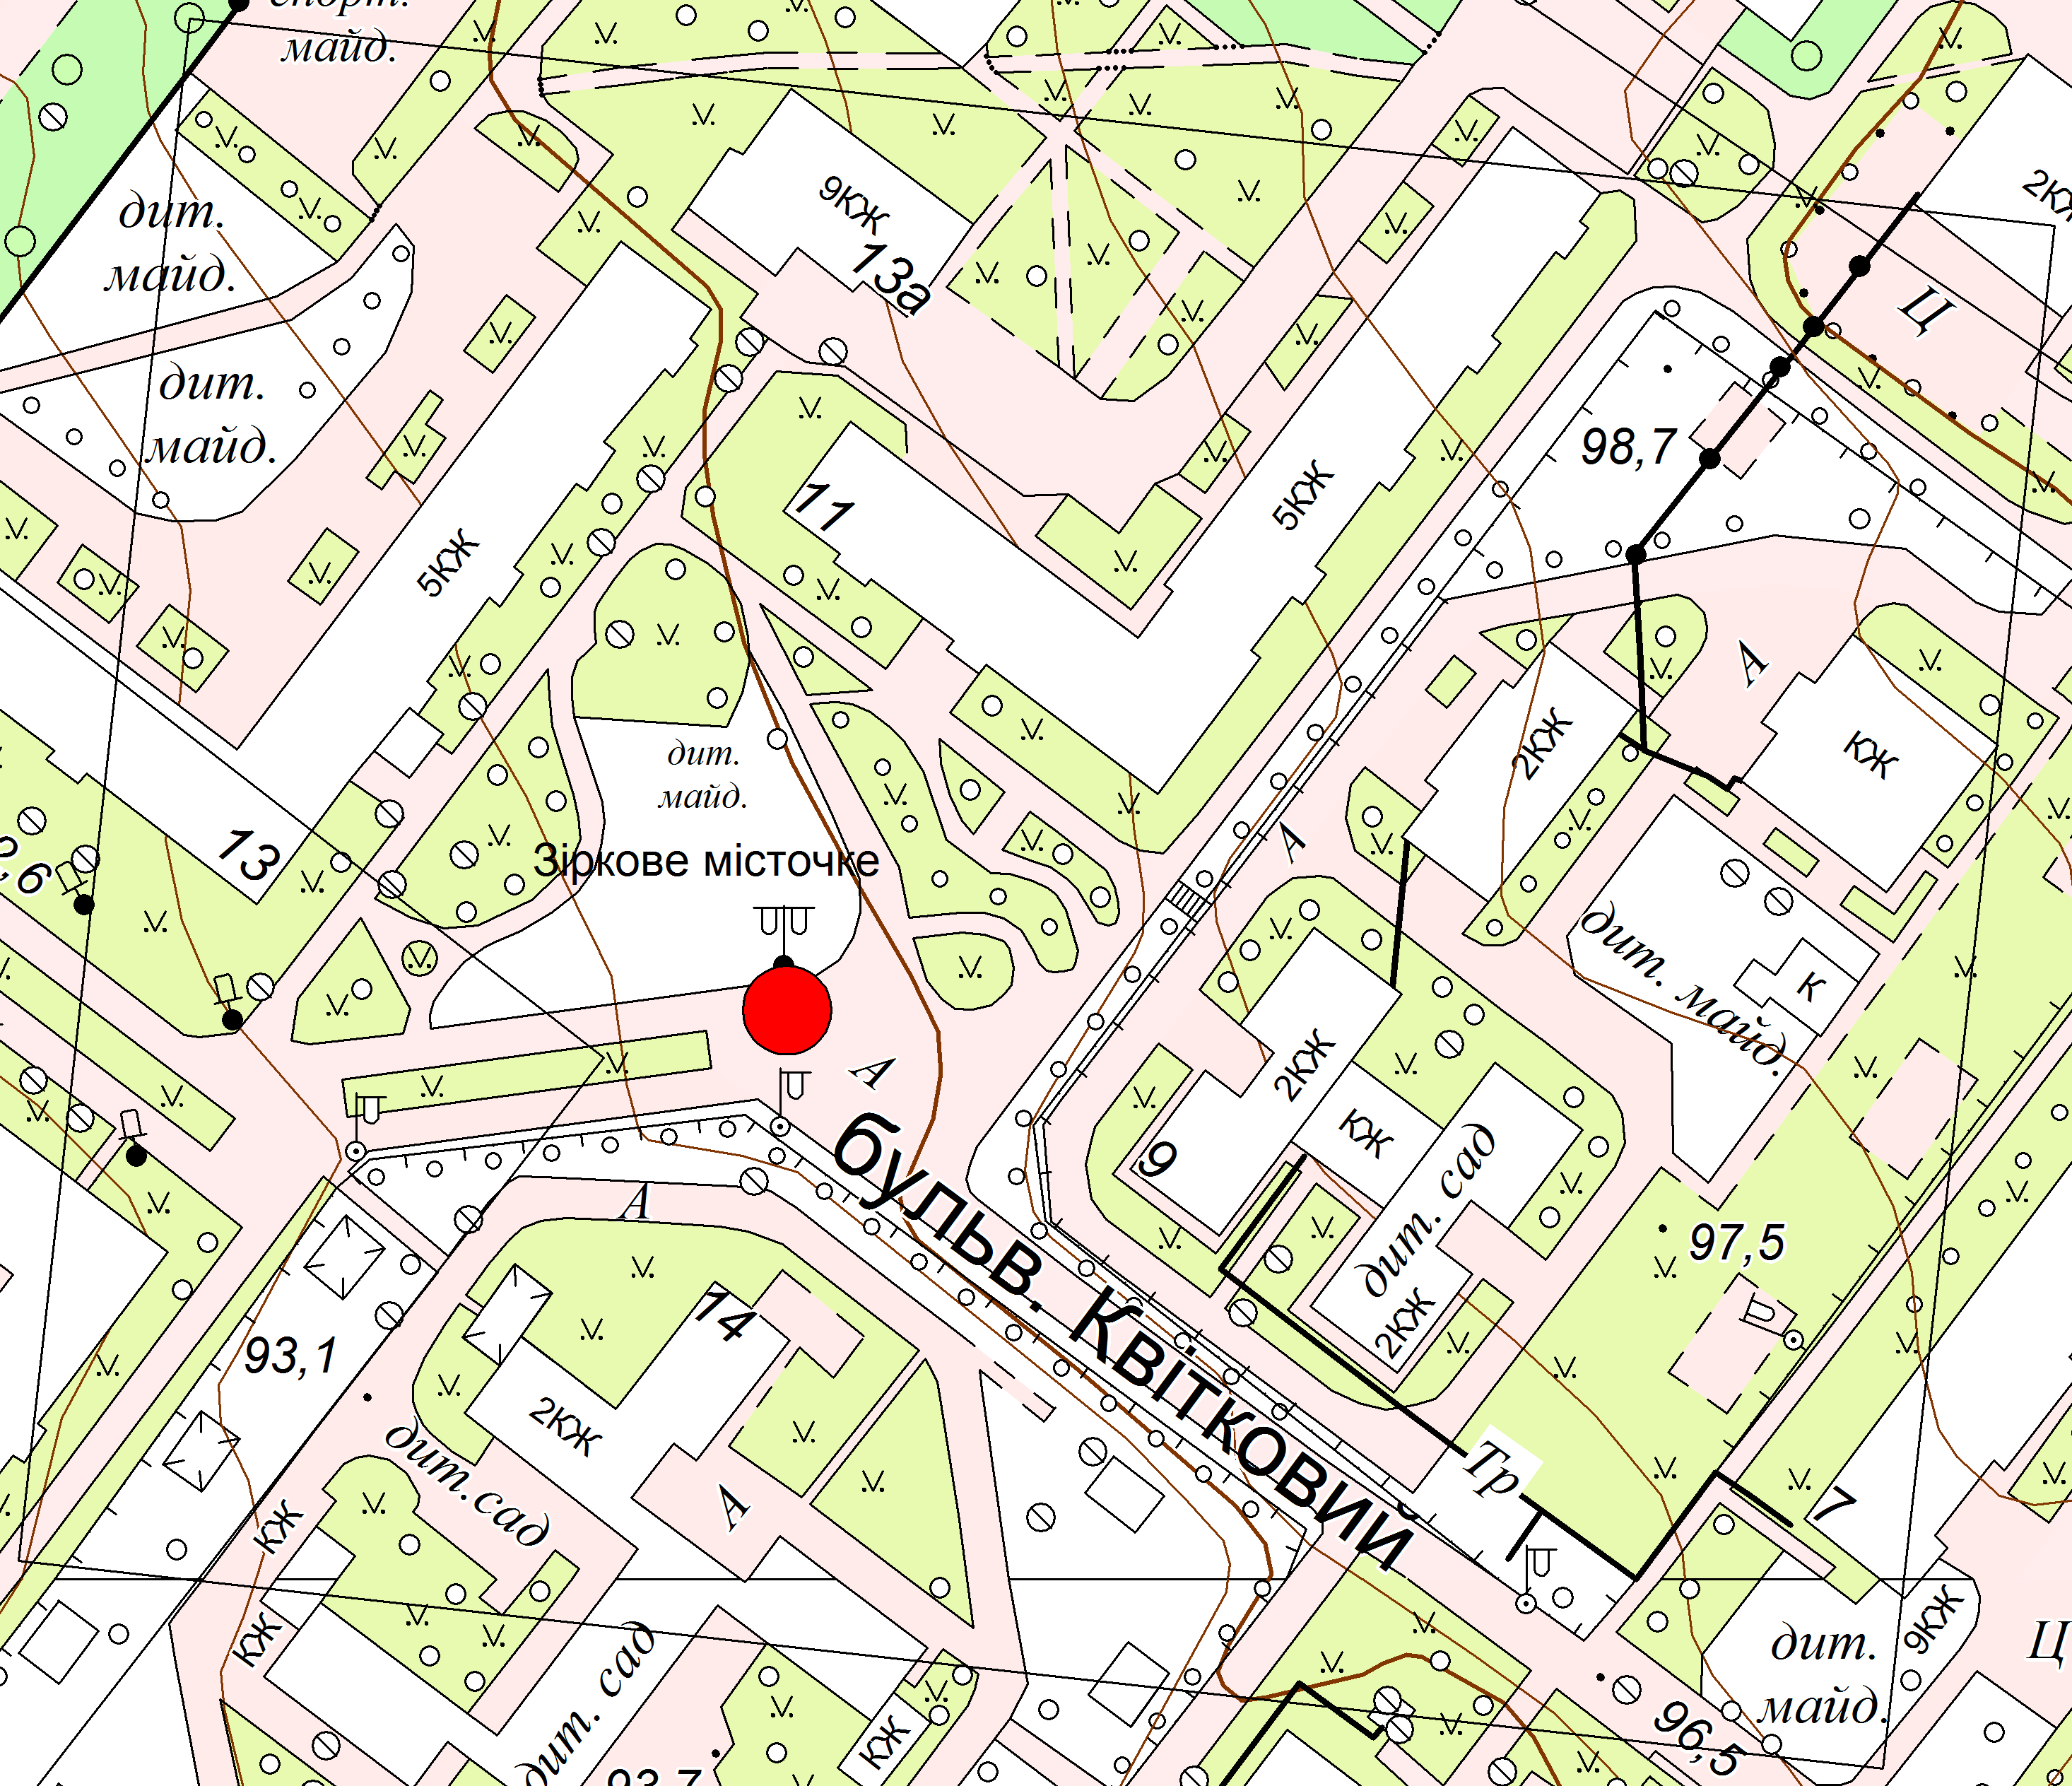 спорт.
майд.
дит.
майд.
дит.
майд.
9КЖ
13а
2КЖ
Ц
98,7
11
5КЖ
5КЖ
А
2КЖ
КЖ
дит.
майд.
13
2,6
Зіркове місточке
А
дит. майд.
К
2КЖ
КЖ
9
А
бульв. Квітковий
дит. сад
2КЖ
97,5
А
14
93,1
2КЖ
дит.сад
А
Тр
7
КЖ
КЖ
дит. сад
9КЖ
Ц
дит.
майд.
96,5
КЖ
93,7